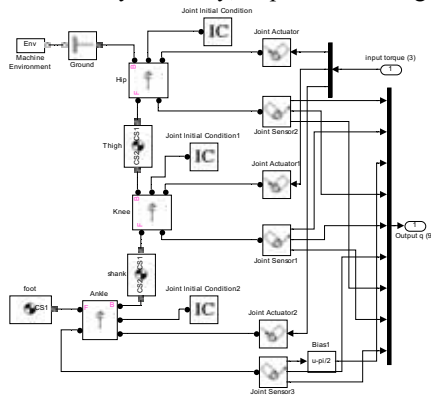 Joint Initial Condition
Joint Actuator
Env
IC
input torque (3)
Machine
Environment
Ground
B
1
Hip
F
CS1
CS2
Joint Sensor2
Joint Initial Condition1
Thigh
IC
Joint Actuator1
B
Knee
F
1
Output q (9
CS1
CS2
Joint Sensor1
shank
Joint Initial Condition2
foot
Ankle
IC
Joint Actuator2
CS1
F
B
Bias1
u-pi/2
Joint Sensor3